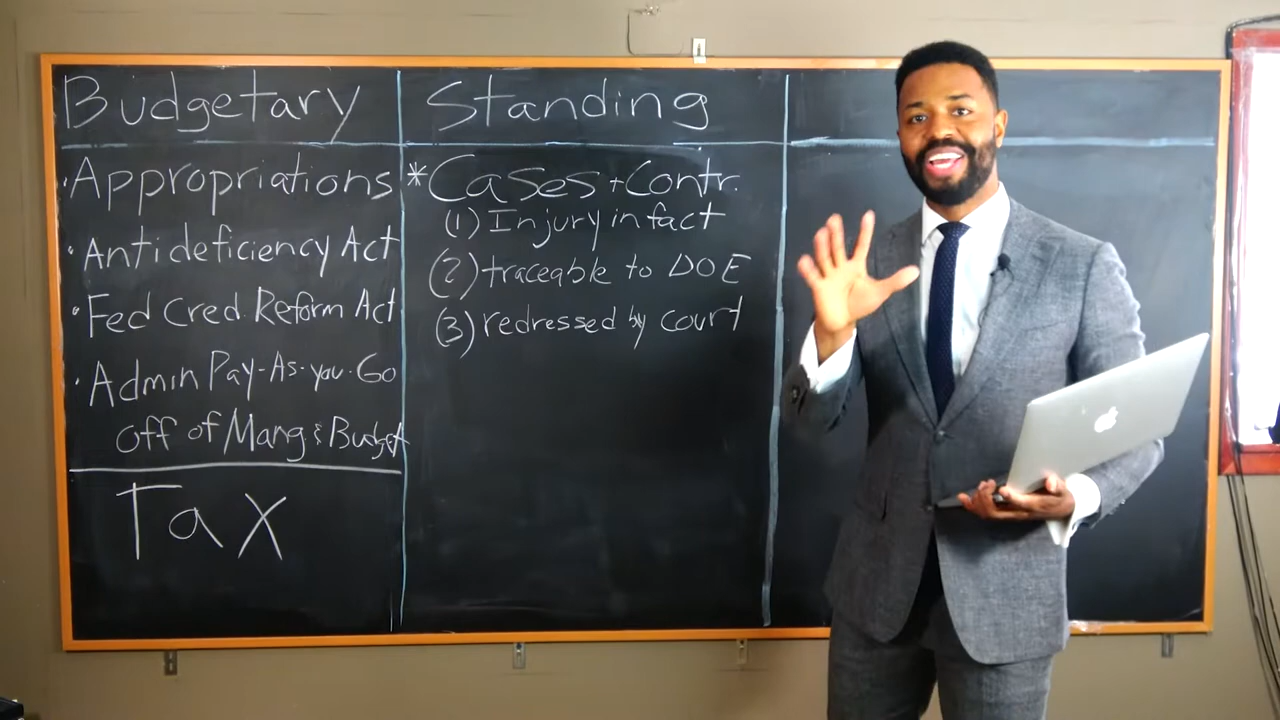 Budgetary
·Appropriations
·Antideficiency Act
·Fed Cred. Reform Act
·Admin Pay-As-you-Go
Off of Mang & Budget
Tax
Standing
*Cases + Contr.
(1) Injury in fact
(2) traceable to DOE
(3) redressed by court